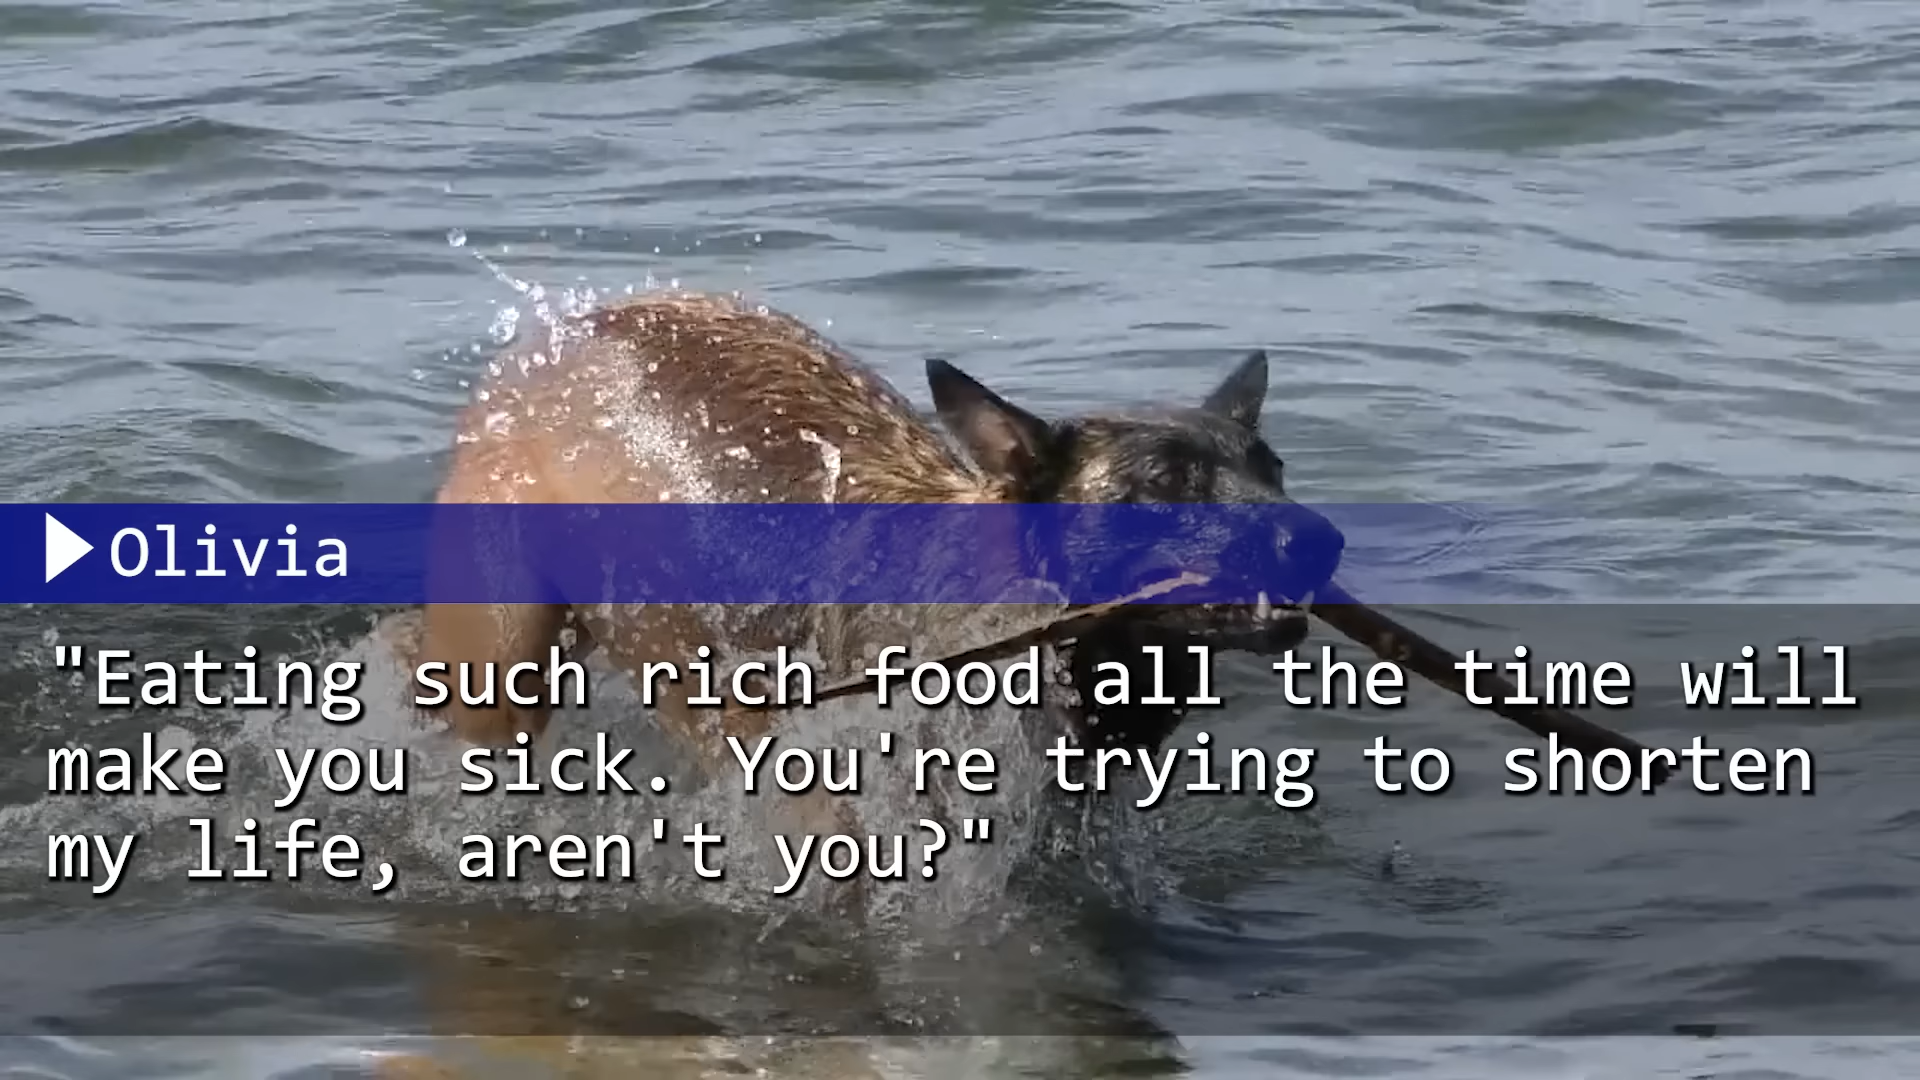 Olivia
"Eating such rich food all the time will
make you sick. You're trying to shorten
my life, aren't you?"